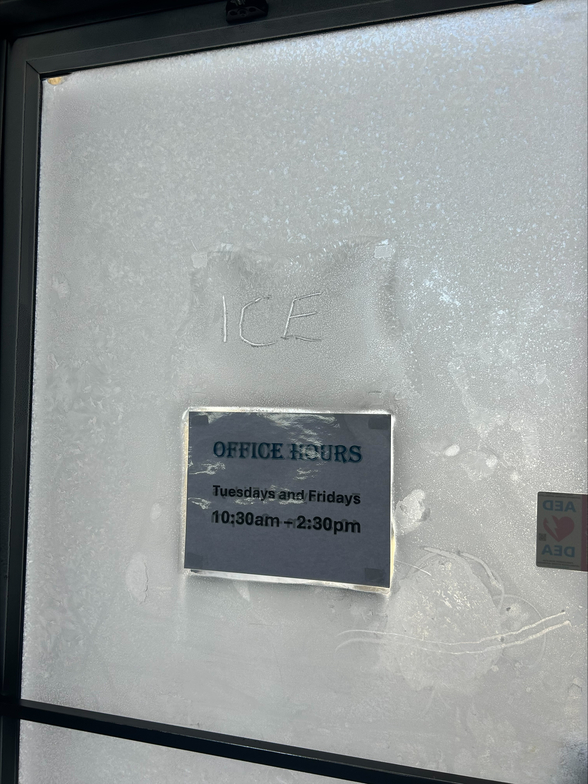 ICE
OFFICE HOURS
Tuesdays and Fridays
10:30am - 2:30pm
AED
DEA